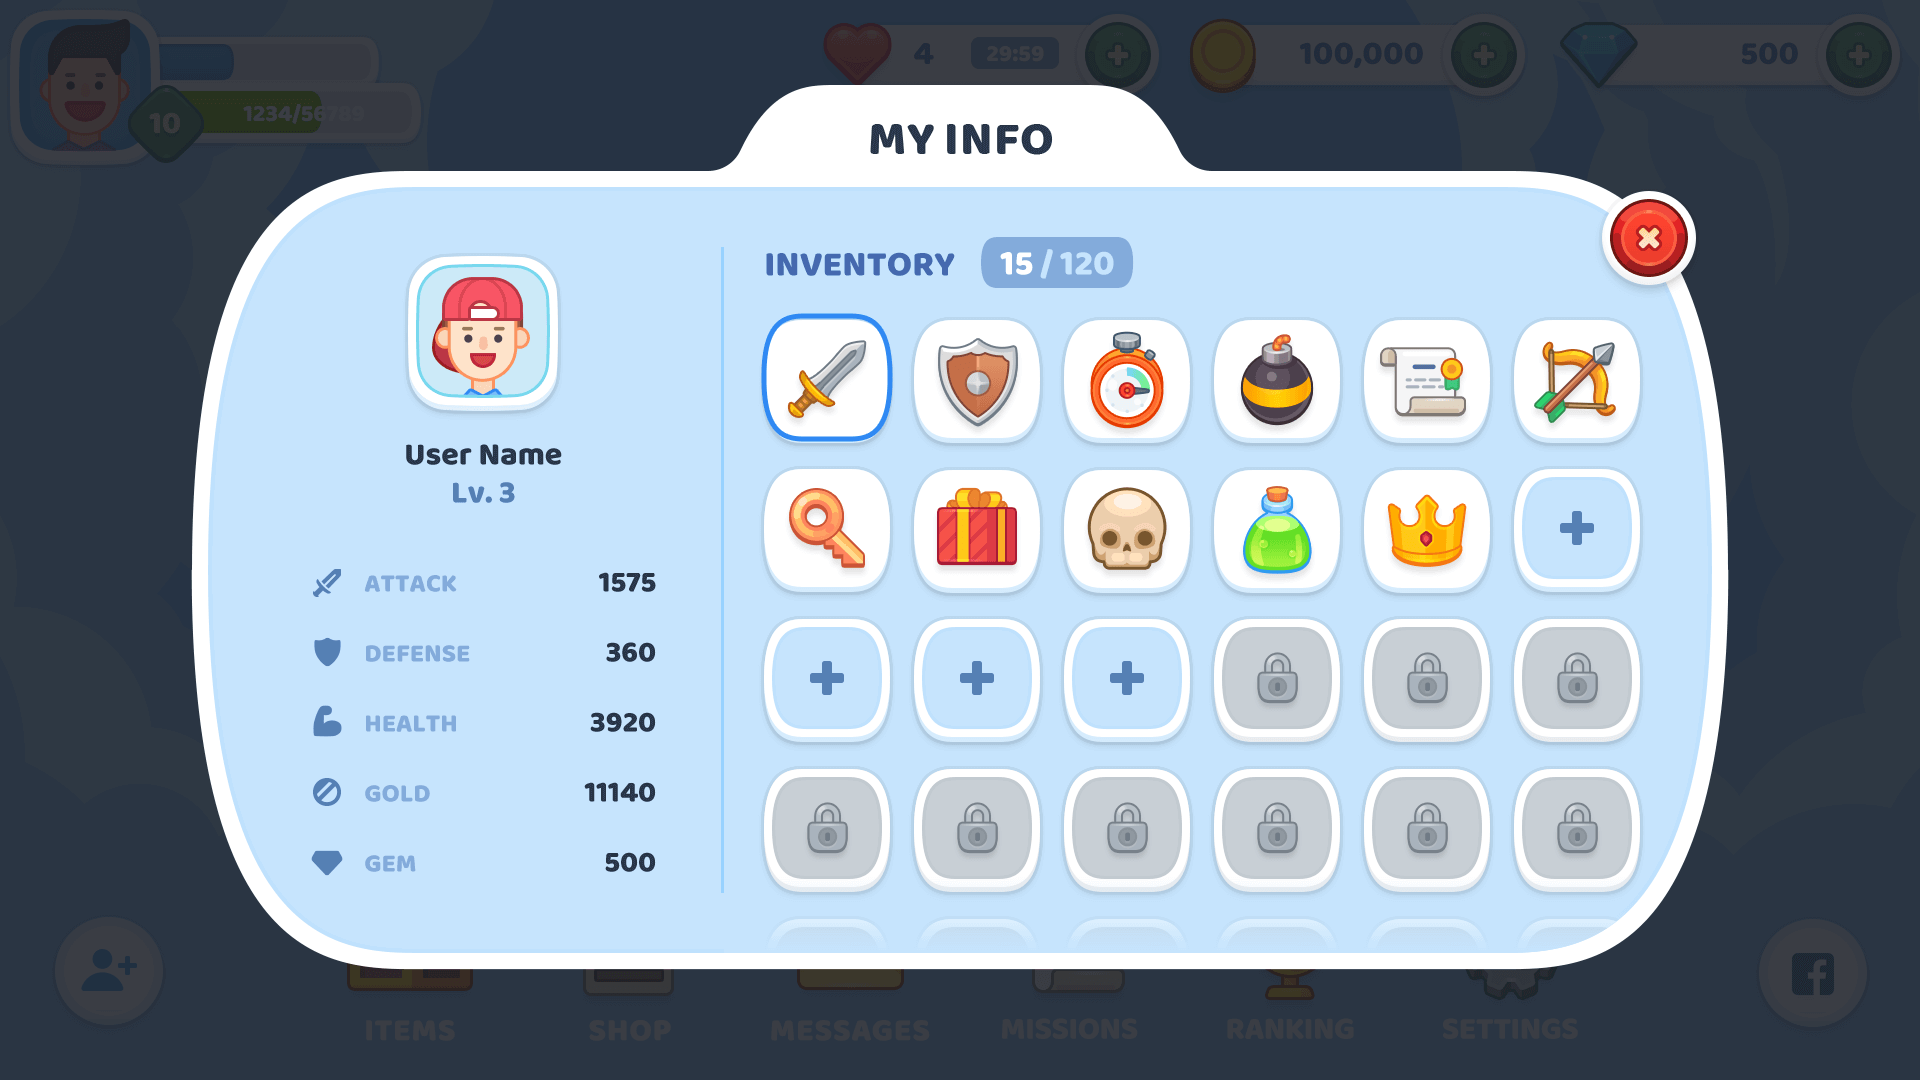 4
29:59
100,000
500
10
1234/56789
MY INFO
INVENTORY
15 / 120
User Name
Lv. 3
ATTACK 1575
DEFENSE 360
HEALTH 3920
GOLD 11140
GEM 500
ITEMS
SHOP
MESSAGES
MISSIONS
RANKING
SETTINGS